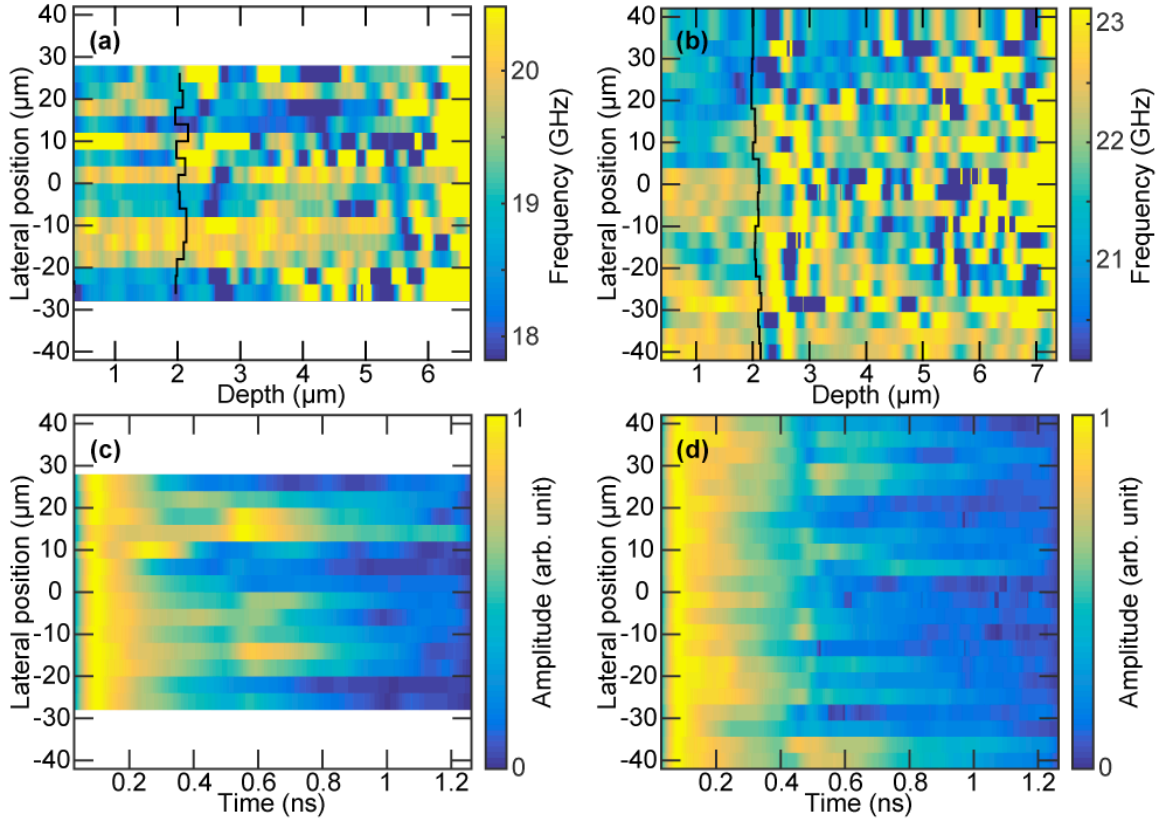 (a)
40
30
20
10
0
-10
-20
-30
-40
Lateral position (µm)
1 2 3 4 5 6
Depth (µm)
20
19
18
Frequency (GHz)
(b)
40
30
20
10
0
-10
-20
-30
-40
Lateral position (µm)
1 2 3 4 5 6 7
Depth (µm)
23
22
21
Frequency (GHz)
(c)
40
30
20
10
0
-10
-20
-30
-40
Lateral position (µm)
0.2 0.4 0.6 0.8 1 1.2
Time (ns)
1
0
Amplitude (arb. unit)
(d)
40
30
20
10
0
-10
-20
-30
-40
Lateral position (µm)
0.2 0.4 0.6 0.8 1 1.2
Time (ns)
1
0
Amplitude (arb. unit)